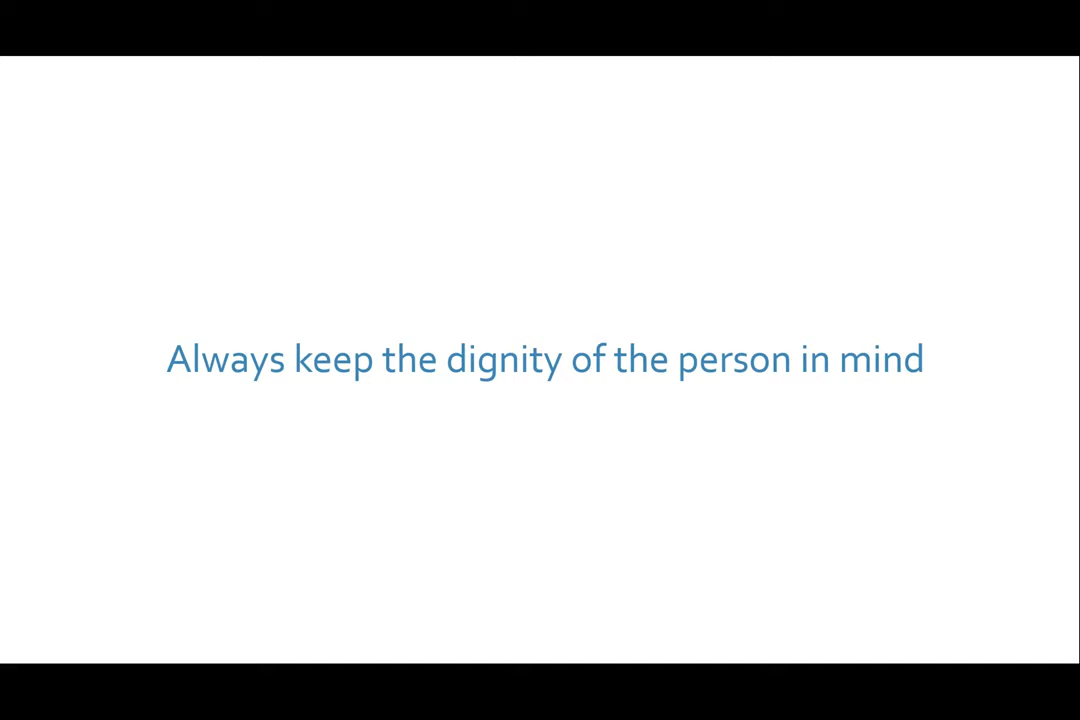 Always keep the dignity of the person in mind